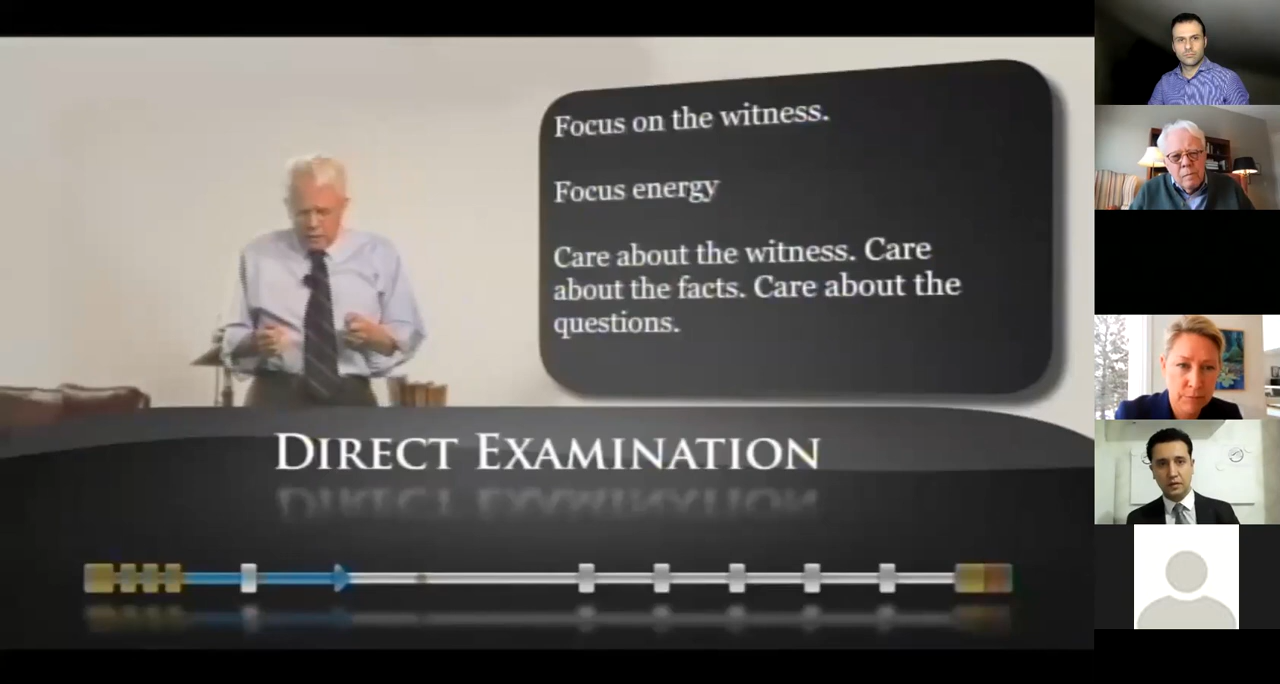 Focus on the witness.
Focus energy
Care about the witness. Care
about the facts. Care about the
questions.
DIRECT EXAMINATION